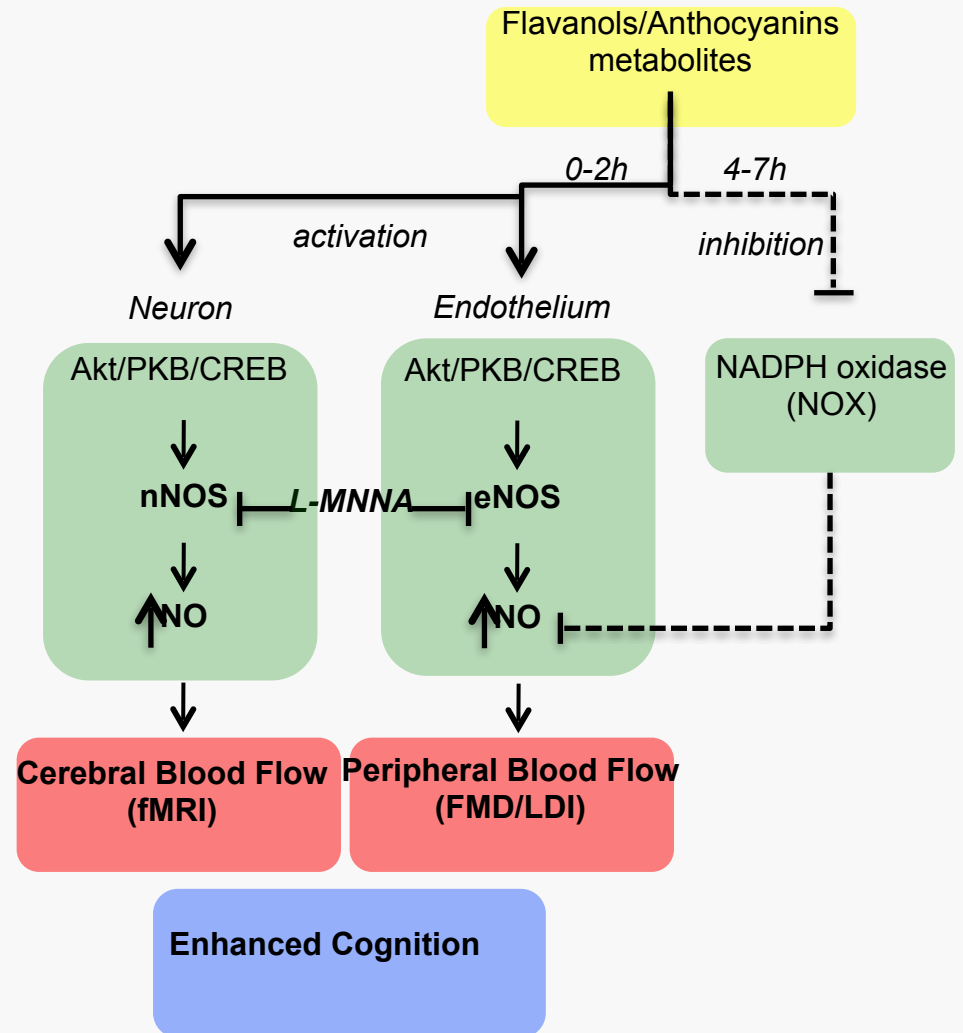 Flavanols/Anthocyanins
metabolites
0-2h
4-7h
activation
inhibition
Neuron
Endothelium
Akt/PKB/CREB
Akt/PKB/CREB
NADPH oxidase
(NOX)
nNOS
L-MNNA
eNOS
NO
NO
Cerebral Blood Flow
(fMRI)
Peripheral Blood Flow
(FMD/LDI)
Enhanced Cognition